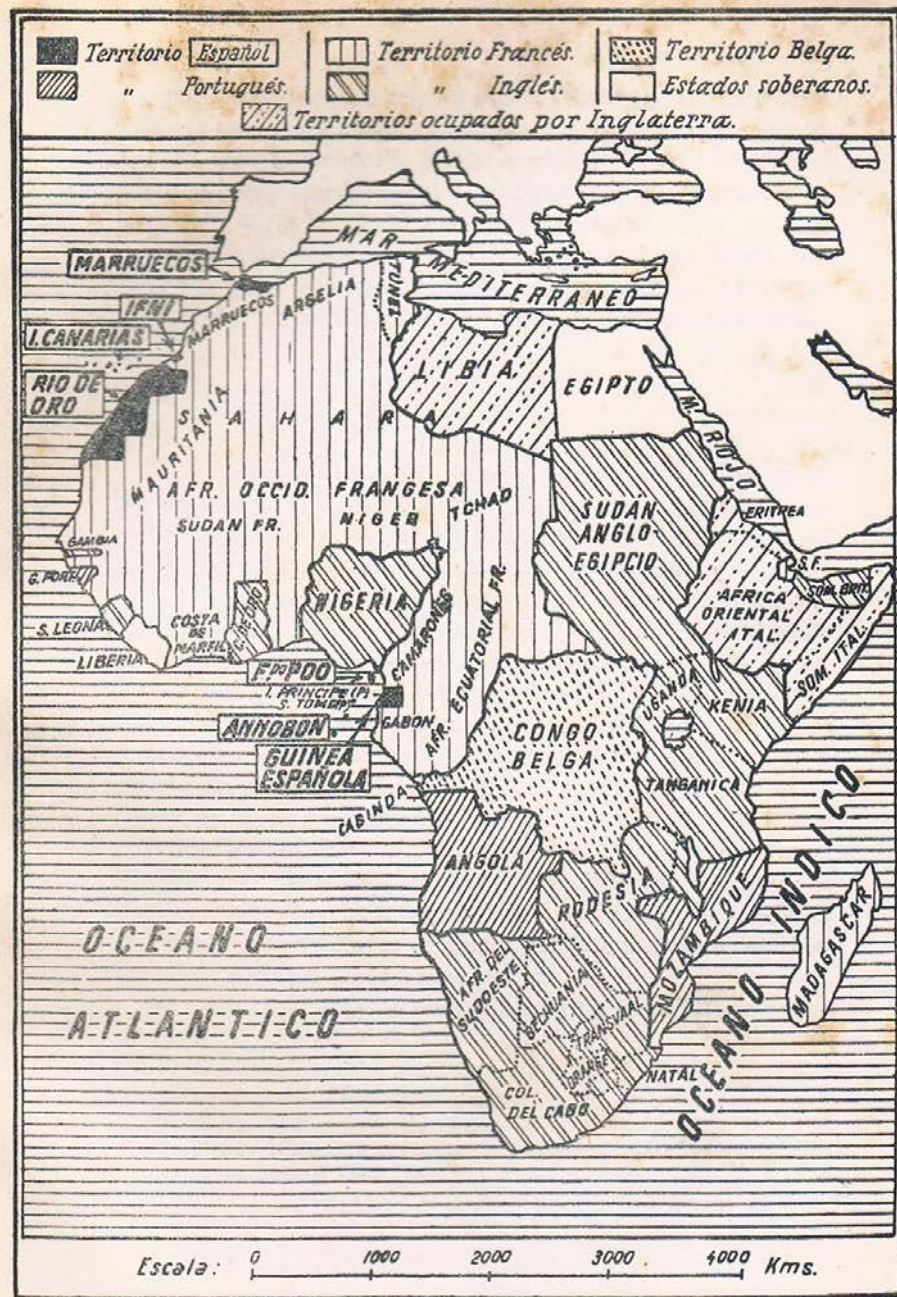 Territorio Español
Territorio Francés.
Territorio Belga.
" Portugués.
" Inglés.
Estados soberanos.
Territorios ocupados por Inglaterra.
MAR
MEDITERRANEO
MARRUECOS
IFNI
I. CANARIAS
RIO DE
ORO
MARRUECOS
ARGELIA
TUNEZ
LIBIA
EGIPTO
M. ROJO
SAHARA
MAURITANIA
AFR. OCCID. FRANCESA
SUDÁN FR.
NIGER
TCHAD
SUDÁN
ANGLO-
EGIPCIO
ERITREA
S.F.
SOM. BRIT.
AFRICA
ORIENTAL
ITAL.
SOM. ITAL.
GAMBIA
G. PORT.
S. LEONA
LIBERIA
COSTA
DE
MARFIL
C. DE ORO
NIGERIA
CAMARONES
AFR. ECUATORIAL FR.
F. DO POO
I. PRINCIPE (P)
S. TOMÉ (P)
ANNOBON
GABON
GUINEA
ESPAÑOLA
CABINDA
CONGO
BELGA
UGANDA
KENIA
TANGANICA
ANGOLA
RODESIA
MOZAMBIQUE
MADAGASCAR
AFR. DEL
SUDOESTE
BECHUANIA
TRANSVAAL
ORANGE
NATAL
COL.
DEL CABO
OCEANO
ATLANTICO
OCEANO INDICO
Escala: 0 1000 2000 3000 4000 Kms.